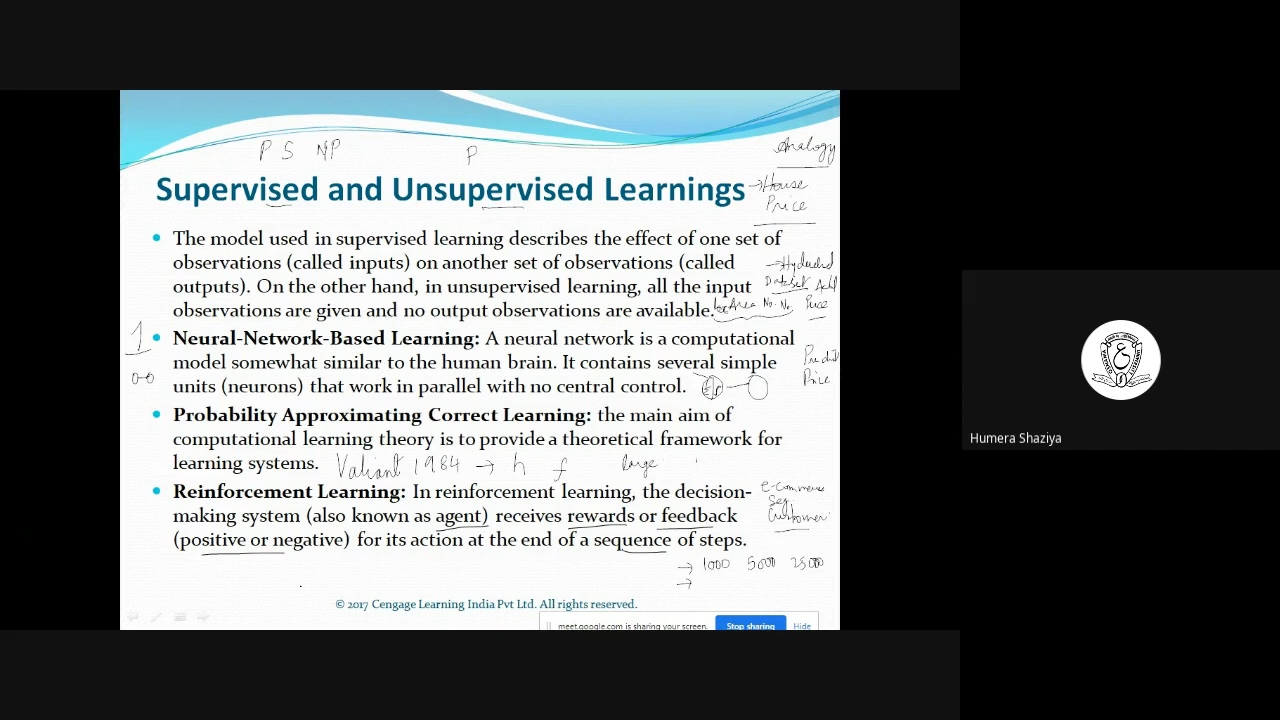 P S NP P
Analogy
Supervised and Unsupervised Learnings
→House
Price
• The model used in supervised learning describes the effect of one set of
observations (called inputs) on another set of observations (called
outputs). On the other hand, in unsupervised learning, all the input
observations are given and no output observations are available.
Area No. No. Price
1
• Neural-Network-Based Learning: A neural network is a computational
model somewhat similar to the human brain. It contains several simple
units (neurons) that work in parallel with no central control.
Price
• Probability Approximating Correct Learning: the main aim of
computational learning theory is to provide a theoretical framework for
learning systems. Valiant 1984 → h f large
• Reinforcement Learning: In reinforcement learning, the decision-
making system (also known as agent) receives rewards or feedback
(positive or negative) for its action at the end of a sequence of steps.
e-commerce
Seg
Customer
→ 1000 5000 25000
→
© 2017 Cengage Learning India Pvt Ltd. All rights reserved.
meet.google.com is sharing your screen. Stop sharing Hide
Humera Shaziya